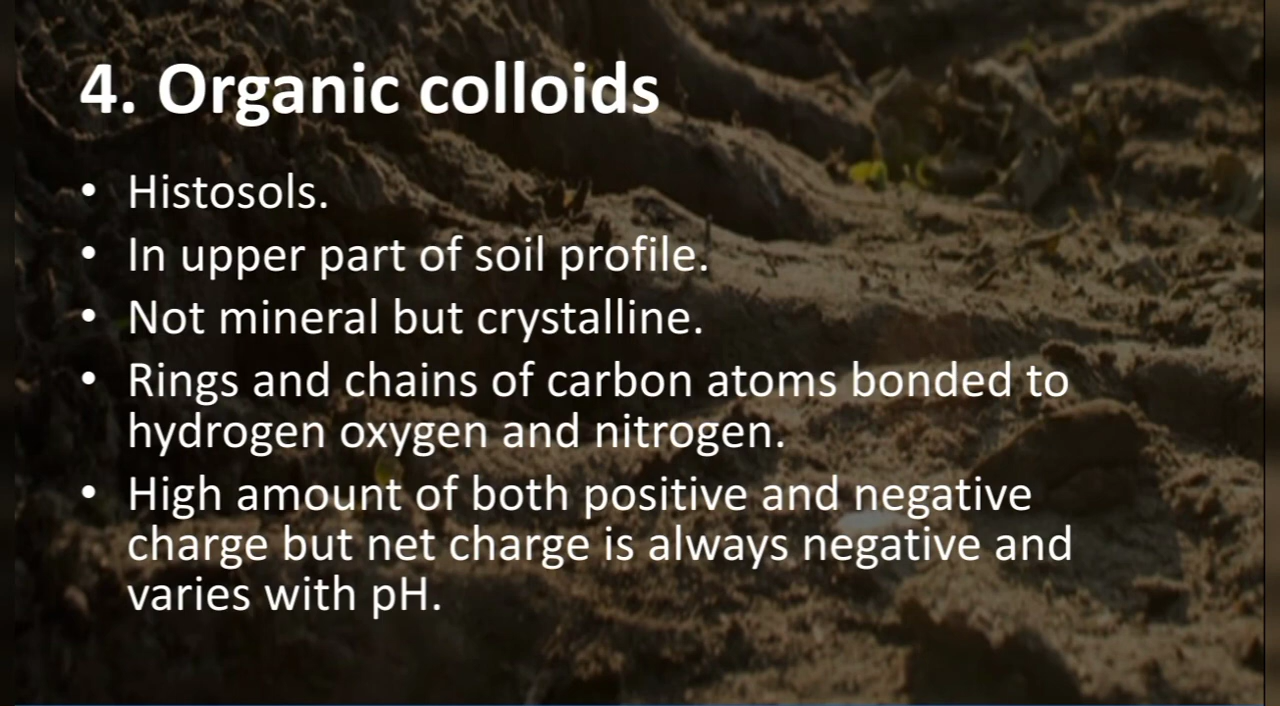 4. Organic colloids
• Histosols.
• In upper part of soil profile.
• Not mineral but crystalline.
• Rings and chains of carbon atoms bonded to
hydrogen oxygen and nitrogen.
• High amount of both positive and negative
charge but net charge is always negative and
varies with pH.